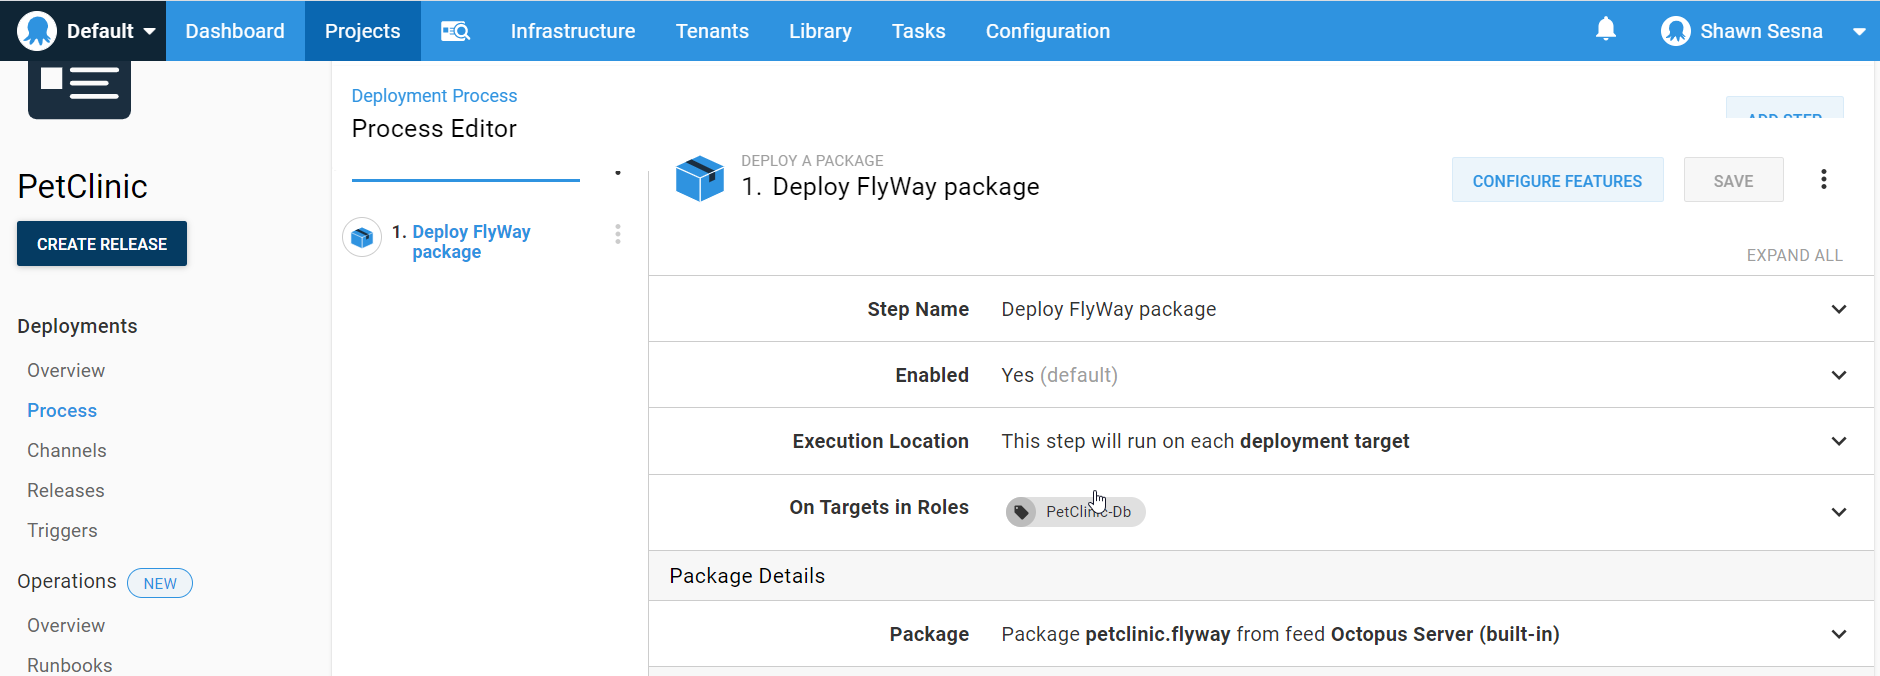 Default
Dashboard
Projects
Infrastructure
Tenants
Library
Tasks
Configuration
Shawn Sesna
PetClinic
CREATE RELEASE
Deployments
Overview
Process
Channels
Releases
Triggers
Operations NEW
Overview
Runbooks
Deployment Process
Process Editor
ADD STEP
1. Deploy FlyWay
package
DEPLOY A PACKAGE
1. Deploy FlyWay package
CONFIGURE FEATURES
SAVE
EXPAND ALL
Step Name Deploy FlyWay package
Enabled Yes (default)
Execution Location This step will run on each deployment target
On Targets in Roles PetClinic-Db
Package Details
Package Package petclinic.flyway from feed Octopus Server (built-in)